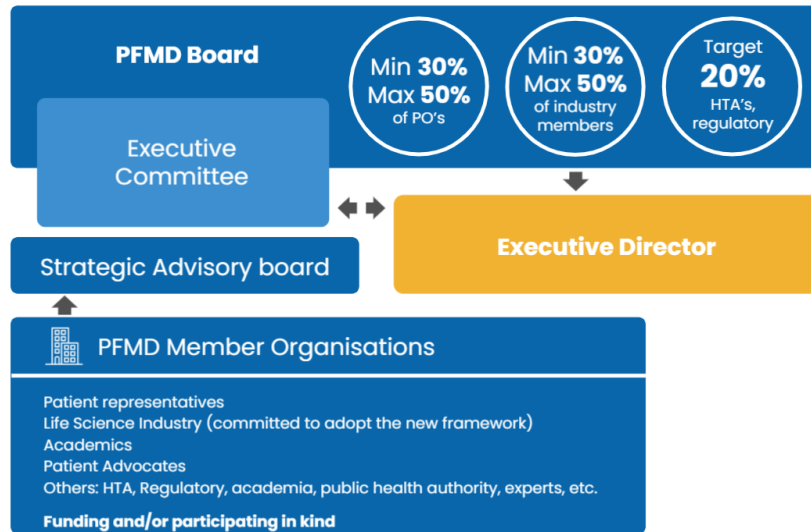 PFMD Board
Min 30%
Max 50%
of PO's
Min 30%
Max 50%
of industry
members
Target
20%
HTA's,
regulatory
Executive
Committee
Executive Director
Strategic Advisory board
PFMD Member Organisations
Patient representatives
Life Science Industry (committed to adopt the new framework)
Academics
Patient Advocates
Others: HTA, Regulatory, academia, public health authority, experts, etc.
Funding and/or participating in kind